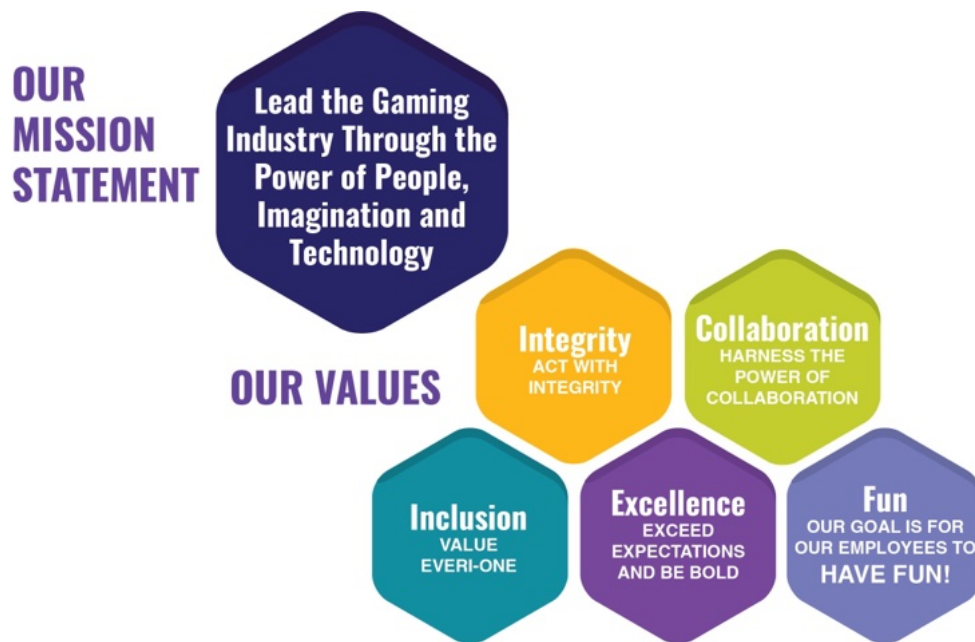 OUR
MISSION
STATEMENT
Lead the Gaming
Industry Through the
Power of People,
Imagination and
Technology
OUR VALUES
Integrity
ACT WITH
INTEGRITY
Collaboration
HARNESS THE
POWER OF
COLLABORATION
Inclusion
VALUE
EVERI-ONE
Excellence
EXCEED
EXPECTATIONS
AND BE BOLD
Fun
OUR GOAL IS FOR
OUR EMPLOYEES TO
HAVE FUN!